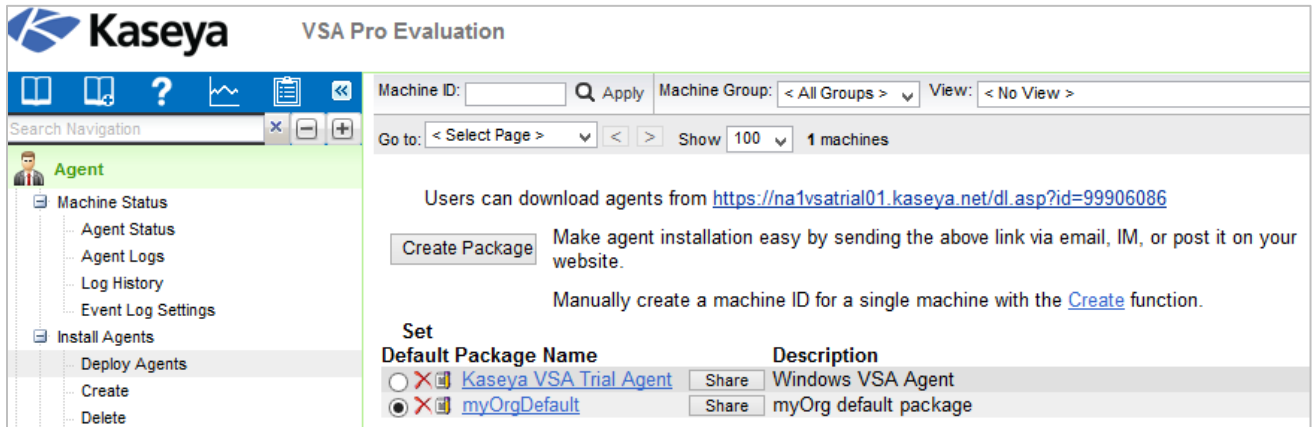 Kaseya VSA Pro Evaluation
Machine ID: Apply Machine Group: < All Groups > View: < No View >
Search Navigation
Go to: < Select Page > < > Show 100 1 machines
Agent
Machine Status
Agent Status
Agent Logs
Log History
Event Log Settings
Install Agents
Deploy Agents
Create
Delete
Users can download agents from https://na1vsatrial01.kaseya.net/dl.asp?id=99906086
Create Package
Make agent installation easy by sending the above link via email, IM, or post it on your
website.
Manually create a machine ID for a single machine with the Create function.
Set
Default Package Name Description
Kaseya VSA Trial Agent Share Windows VSA Agent
myOrgDefault Share myOrg default package